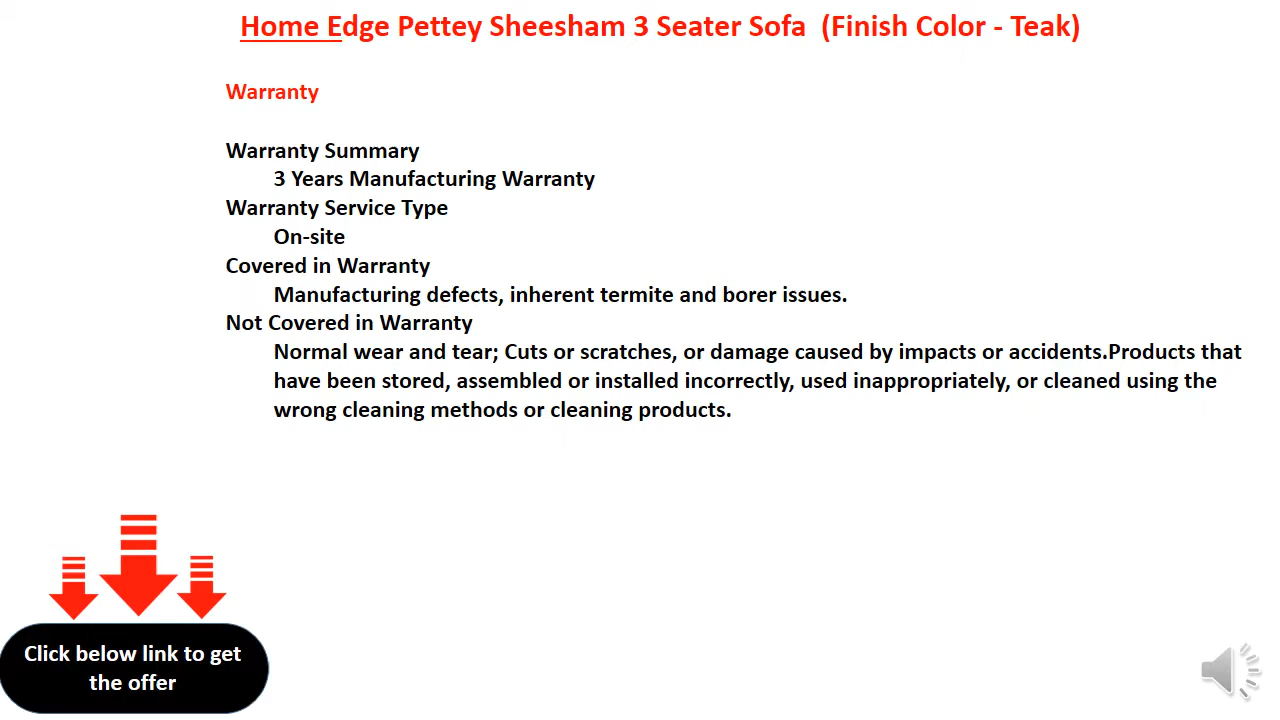 Home Edge Pettey Sheesham 3 Seater Sofa  (Finish Color - Teak)
Warranty
Warranty Summary
3 Years Manufacturing Warranty
Warranty Service Type
On-site
Covered in Warranty
Manufacturing defects, inherent termite and borer issues.
Not Covered in Warranty
Normal wear and tear; Cuts or scratches, or damage caused by impacts or accidents.Products that
have been stored, assembled or installed incorrectly, used inappropriately, or cleaned using the
wrong cleaning methods or cleaning products.
Click below link to get
the offer